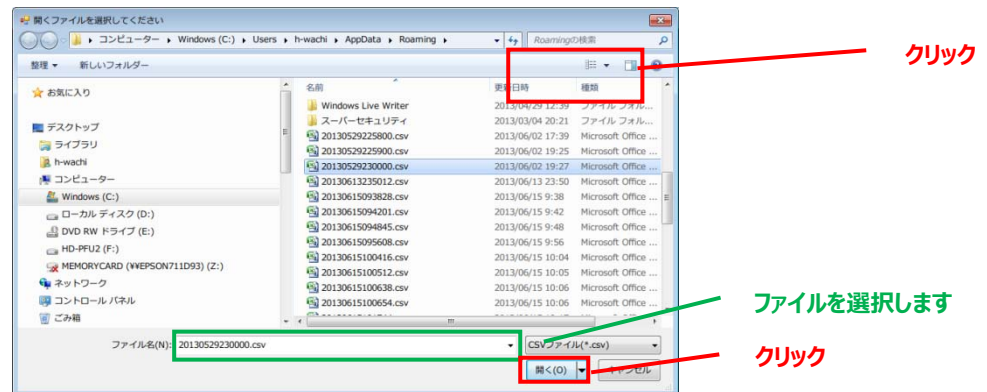 開くファイルを選択してください
コンピューター ▸ Windows (C:) ▸ Users ▸ h-wachi ▸ AppData ▸ Roaming ▸
Roamingの検索
整理 ▼ 新しいフォルダー
クリック
お気に入り
デスクトップ
ライブラリ
h-wachi
コンピューター
Windows (C:)
ローカル ディスク (D:)
DVD RW ドライブ (E:)
HD-PFU2 (F:)
MEMORYCARD (¥¥EPSON711D93) (Z:)
ネットワーク
コントロール パネル
ごみ箱
名前 更新日時 種類
Windows Live Writer 2013/04/29 12:39 ファイル フォル...
スーパーセキュリティ 2013/03/04 20:21 ファイル フォル...
20130529225800.csv 2013/06/02 17:39 Microsoft Office ...
20130529225900.csv 2013/06/02 19:25 Microsoft Office ...
20130529230000.csv 2013/06/02 19:27 Microsoft Office ...
20130613235012.csv 2013/06/13 23:50 Microsoft Office ...
20130615093828.csv 2013/06/15 9:38 Microsoft Office ...
20130615094201.csv 2013/06/15 9:42 Microsoft Office ...
20130615094845.csv 2013/06/15 9:48 Microsoft Office ...
20130615095608.csv 2013/06/15 9:56 Microsoft Office ...
20130615100416.csv 2013/06/15 10:04 Microsoft Office ...
20130615100512.csv 2013/06/15 10:05 Microsoft Office ...
20130615100638.csv 2013/06/15 10:06 Microsoft Office ...
20130615100654.csv 2013/06/15 10:06 Microsoft Office ...
ファイルを選択します
ファイル名(N): 20130529230000.csv CSVファイル(*.csv)
開く(O) キャンセル
クリック